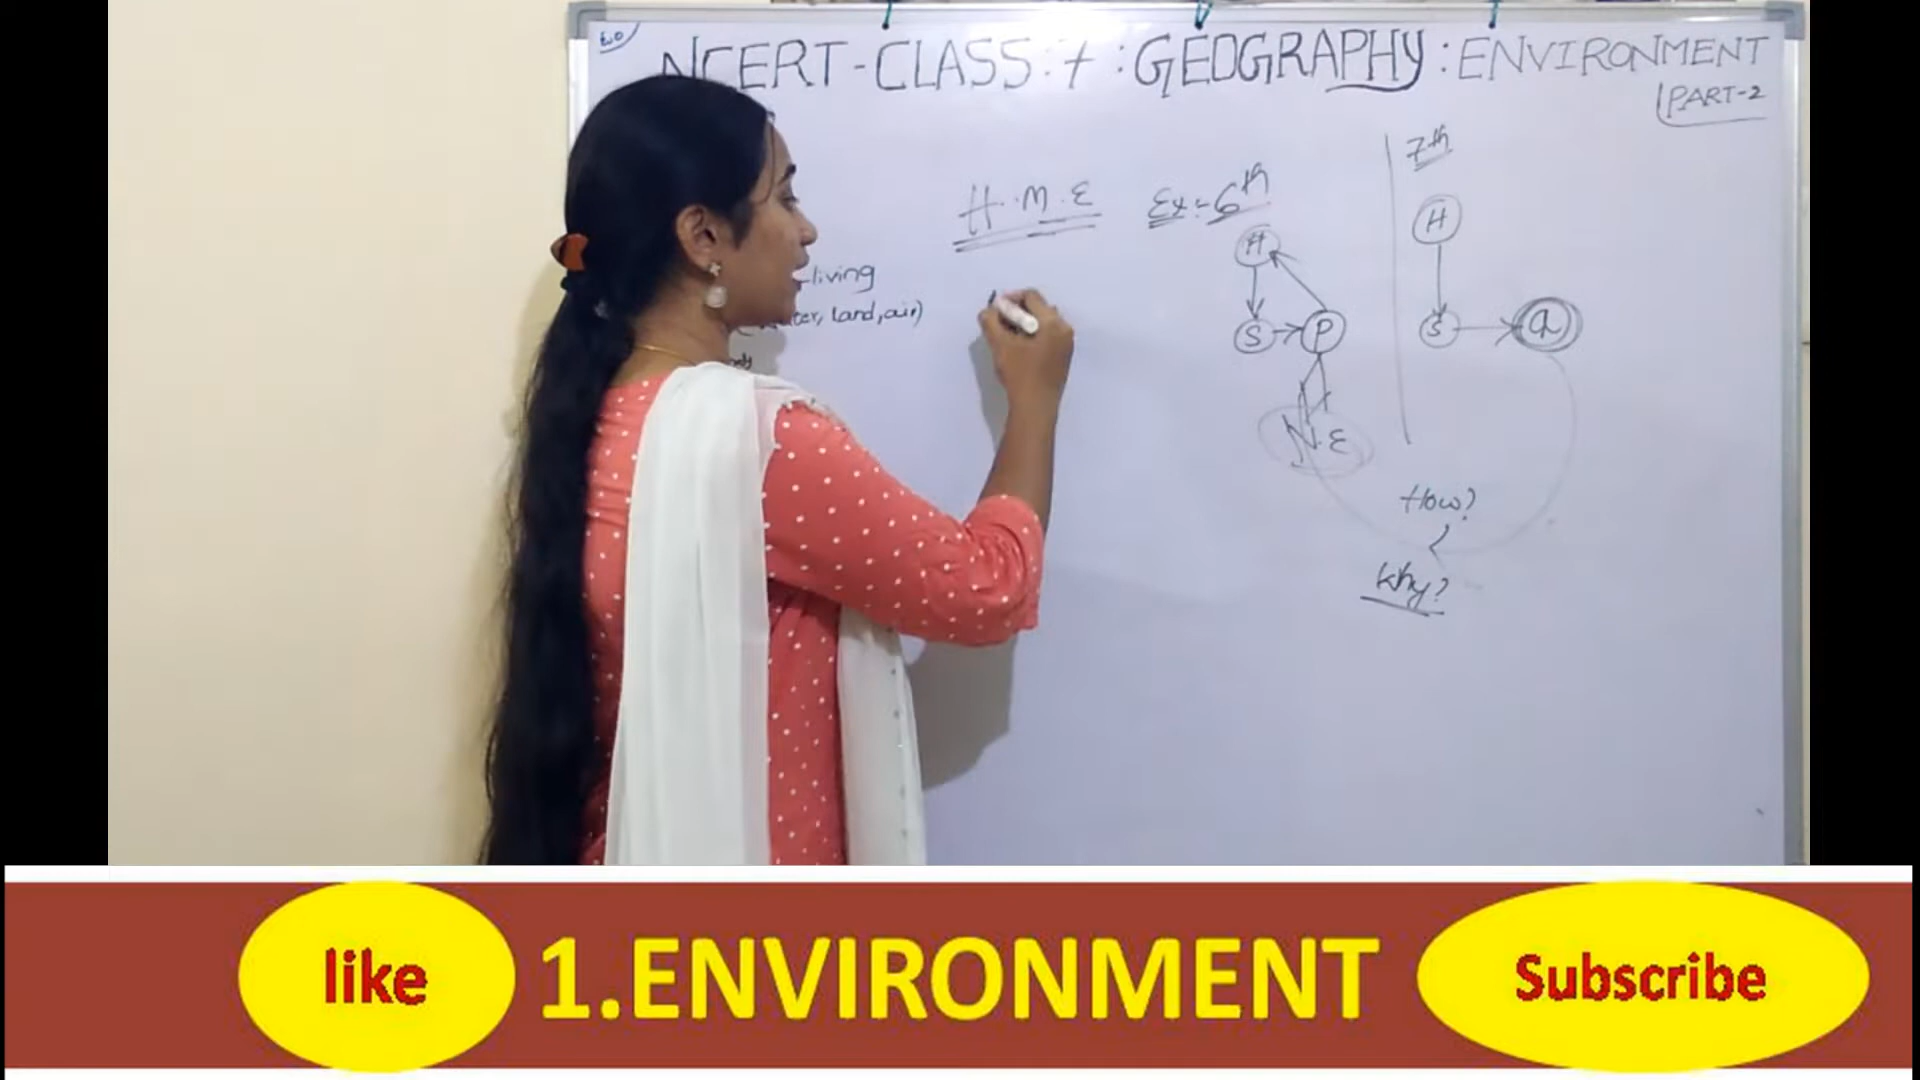 NCERT-CLASS:7:GEOGRAPHY:ENVIRONMENT
PART-2
H.M.E
Ex:-6th
7th
H
H
living
land,air)
S
P
S
N.E
How?
Why?
like
1.ENVIRONMENT
Subscribe